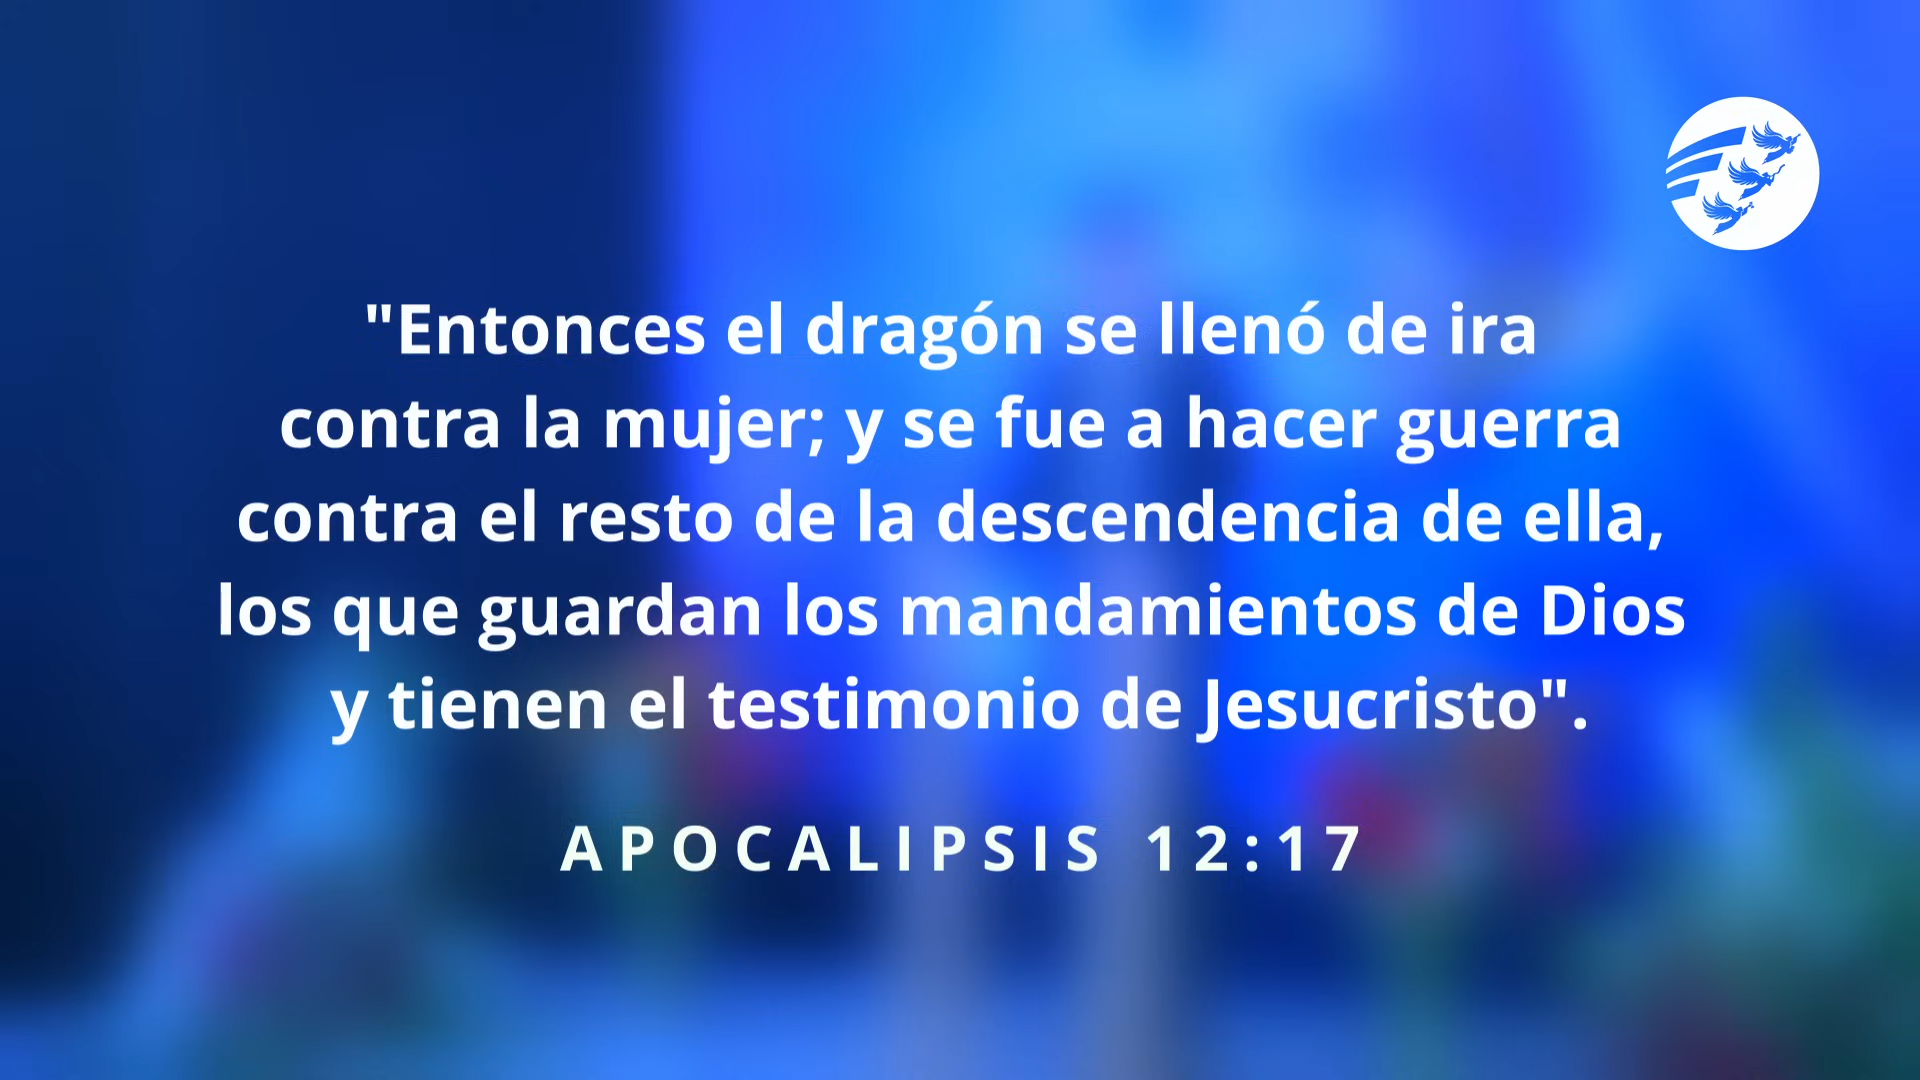 "Entonces el dragón se llenó de ira
contra la mujer; y se fue a hacer guerra
contra el resto de la descendencia de ella,
los que guardan los mandamientos de Dios
y tienen el testimonio de Jesucristo".
APOCALIPSIS 12:17